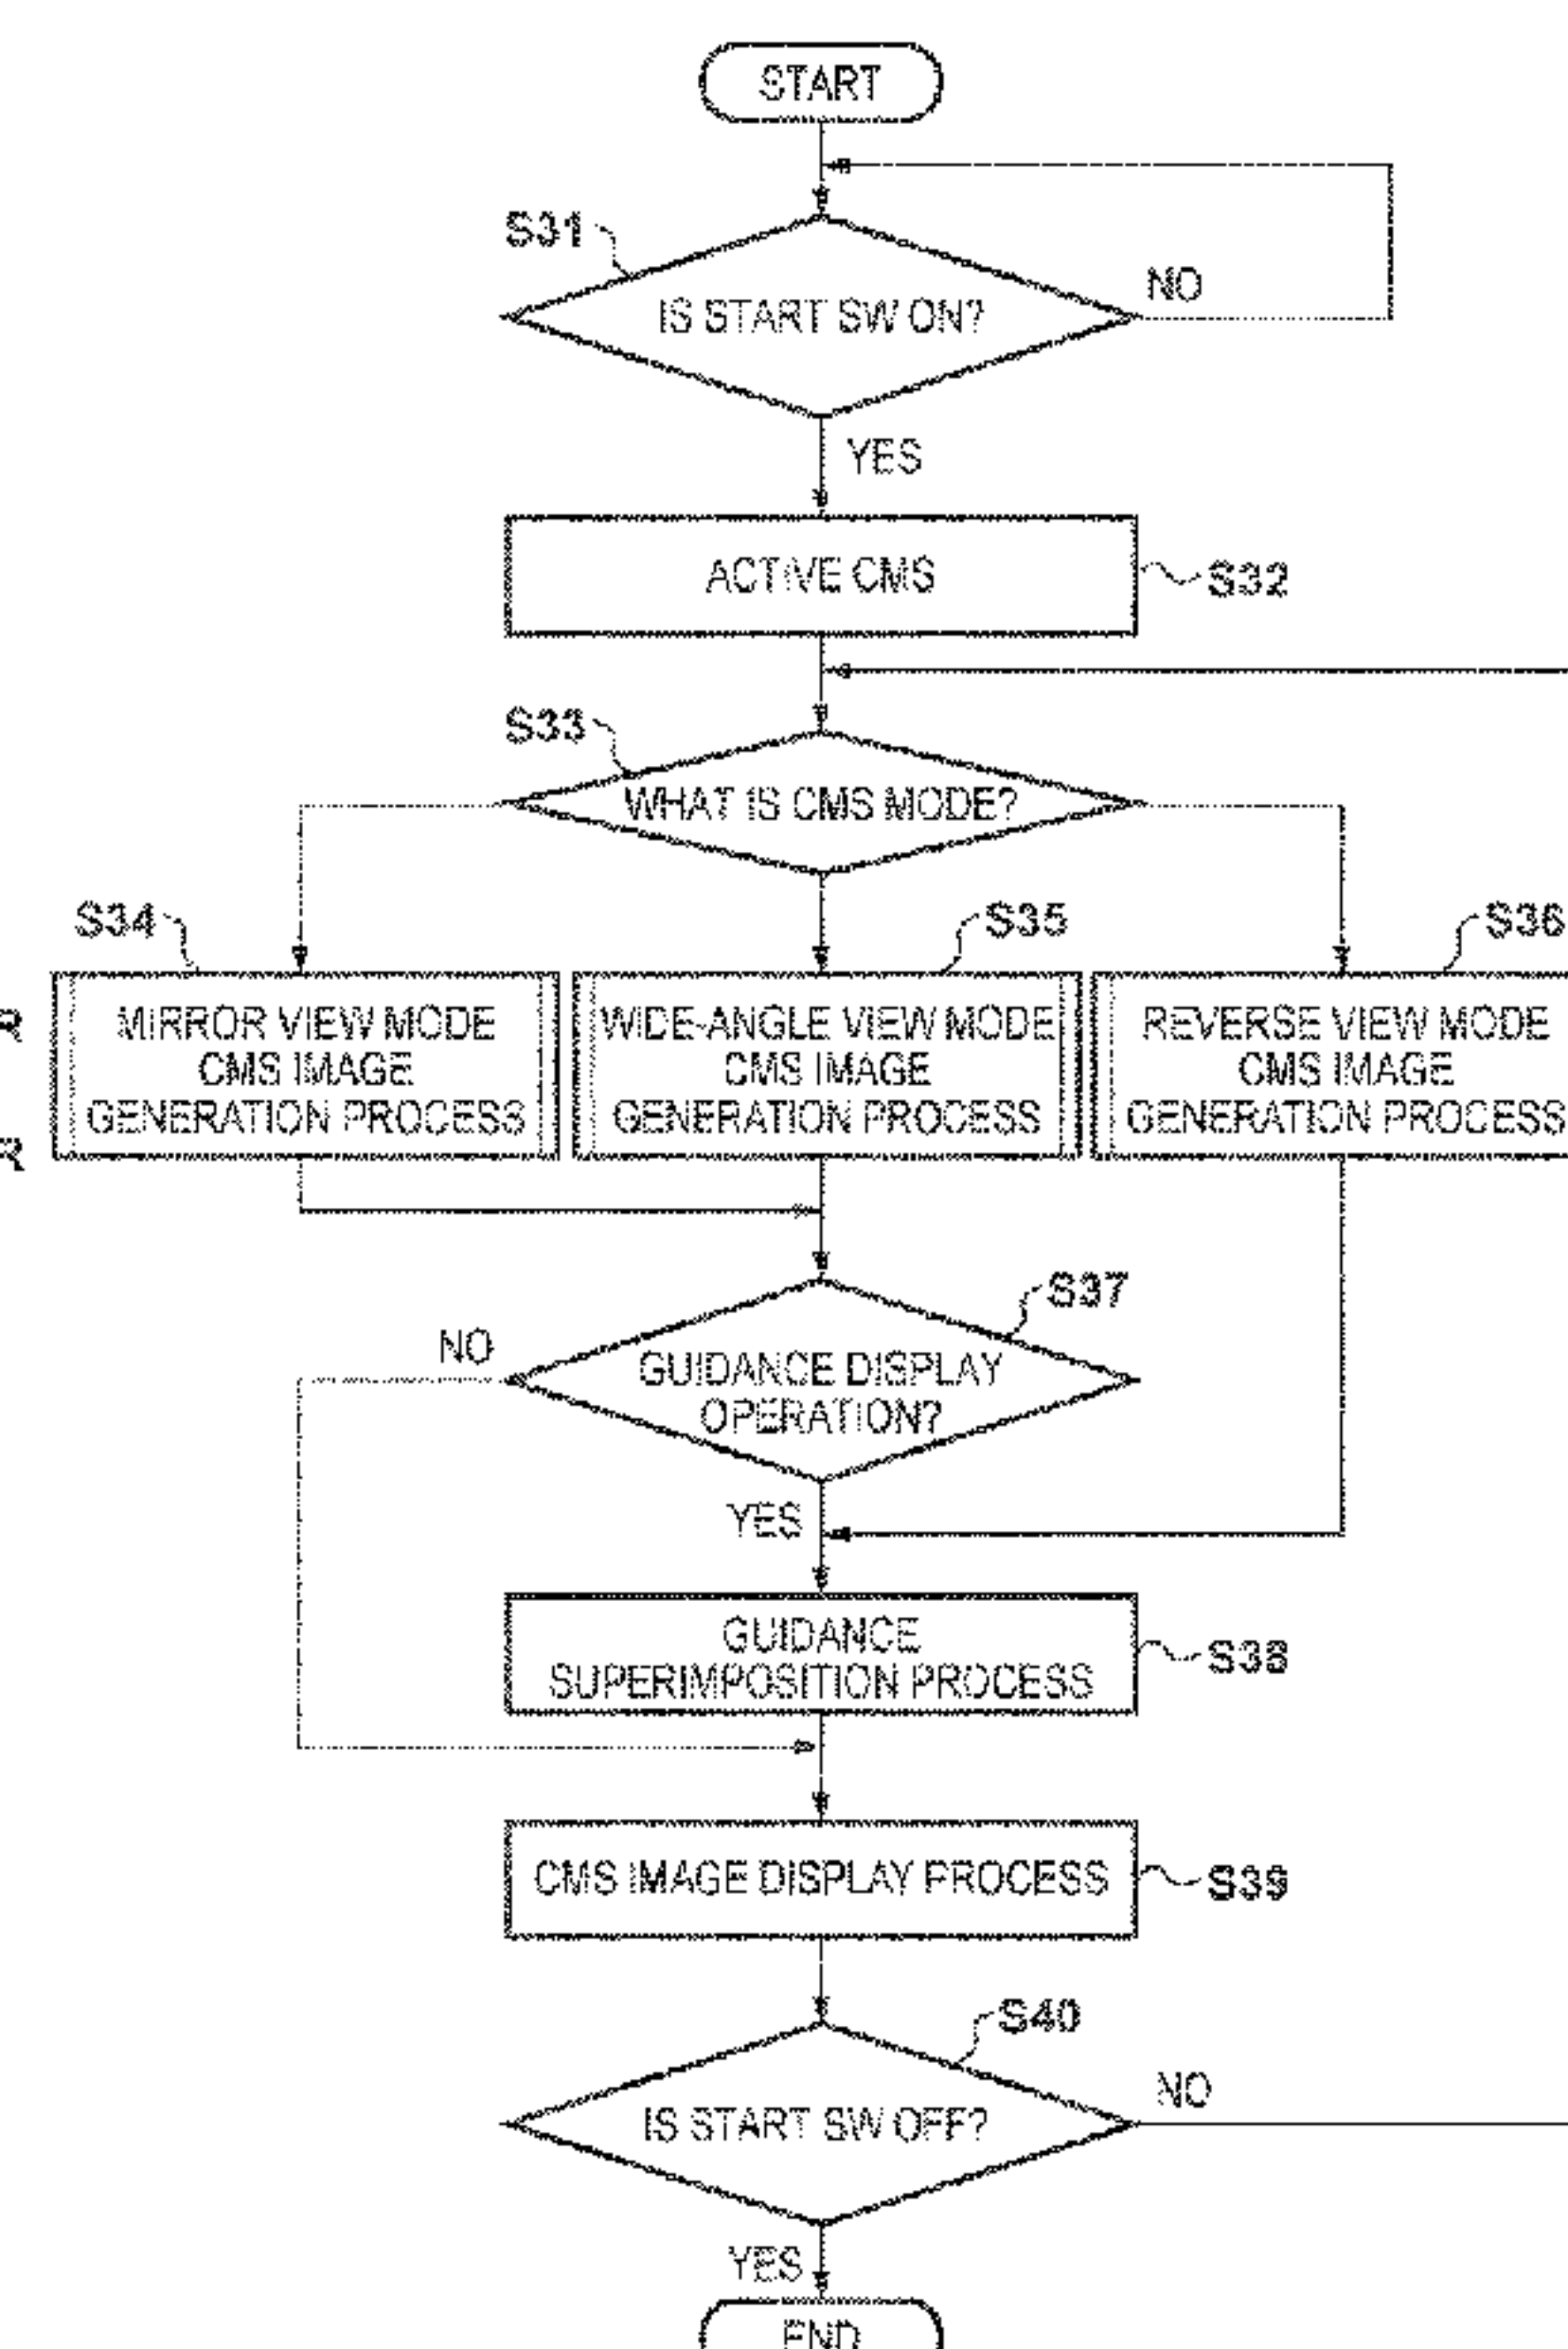 START
S31
NO
IS START SW ON?
YES
ACTIVE CMS
S32
S33
WHAT IS CMS MODE?
S34
S35
S36
MIRROR VIEW MODE
CMS IMAGE
GENERATION PROCESS
WIDE-ANGLE VIEW MODE
CMS IMAGE
GENERATION PROCESS
REVERSE VIEW MODE
CMS IMAGE
GENERATION PROCESS
S37
NO
GUIDANCE DISPLAY
OPERATION?
YES
GUIDANCE
SUPERIMPOSITION PROCESS
S38
CMS IMAGE DISPLAY PROCESS
S39
S40
NO
IS START SW OFF?
YES
END